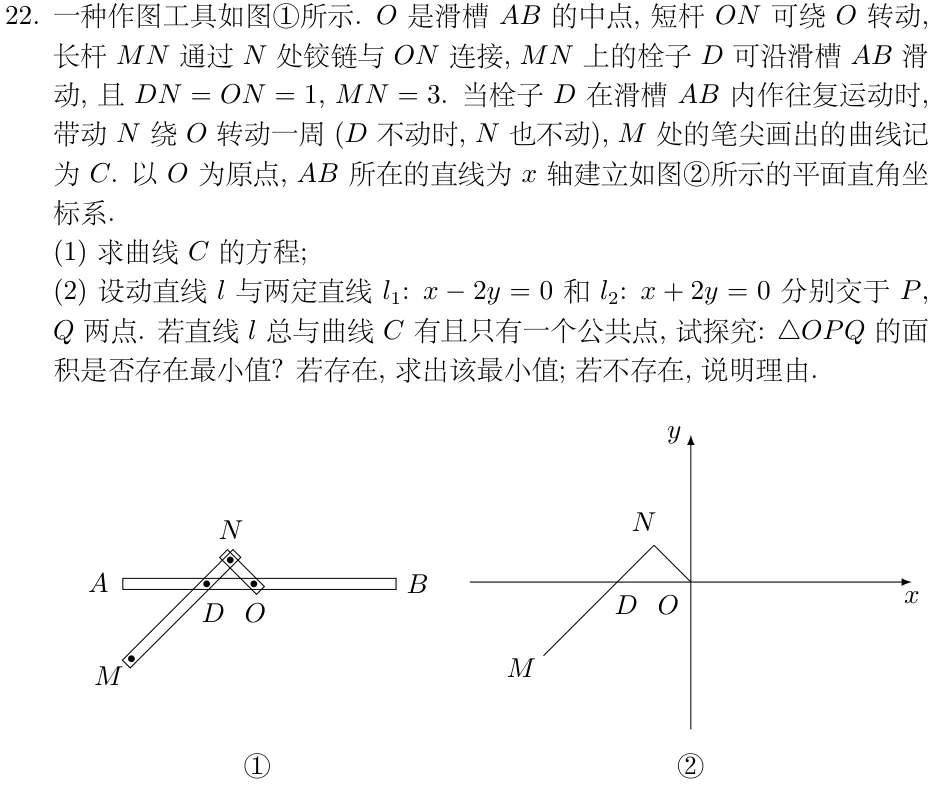 22. 一种作图工具如图①所示. O 是滑槽 AB 的中点, 短杆 ON 可绕 O 转动,
长杆 MN 通过 N 处铰链与 ON 连接, MN 上的栓子 D 可沿滑槽 AB 滑
动, 且 DN = ON = 1, MN = 3. 当栓子 D 在滑槽 AB 内作往复运动时,
带动 N 绕 O 转动一周 (D 不动时, N 也不动), M 处的笔尖画出的曲线记
为 C. 以 O 为原点, AB 所在的直线为 x 轴建立如图②所示的平面直角坐
标系.
(1) 求曲线 C 的方程;
(2) 设动直线 l 与两定直线 l₁: x − 2y = 0 和 l₂: x + 2y = 0 分别交于 P,
Q 两点. 若直线 l 总与曲线 C 有且只有一个公共点, 试探究: △OPQ 的面
积是否存在最小值? 若存在, 求出该最小值; 若不存在, 说明理由.
N
A
B
D
O
M
①
y
N
x
D
O
M
②